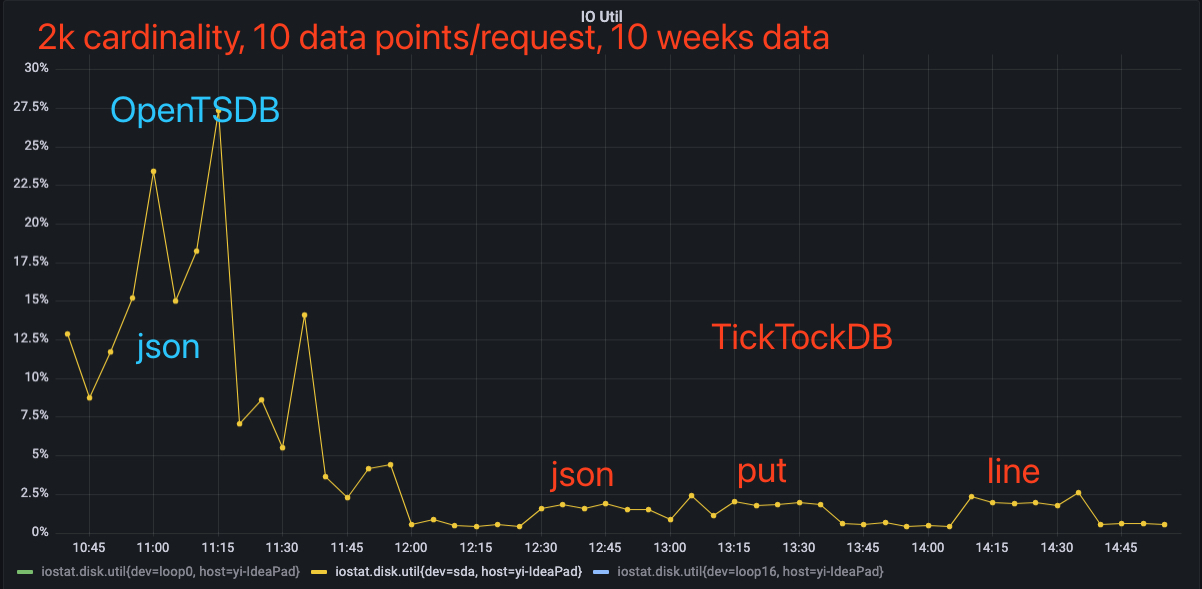 IO Util
2k cardinality, 10 data points/request, 10 weeks data
30%
27.5%
OpenTSDB
25%
22.5%
20%
17.5%
15%
12.5%
json
TickTockDB
10%
7.5%
5%
json
put
line
2.5%
0%
10:45 11:00 11:15 11:30 11:45 12:00 12:15 12:30 12:45 13:00 13:15 13:30 13:45 14:00 14:15 14:30 14:45
iostat.disk.util{dev=loop0, host=yi-IdeaPad} iostat.disk.util{dev=sda, host=yi-IdeaPad} iostat.disk.util{dev=loop16, host=yi-IdeaPad}